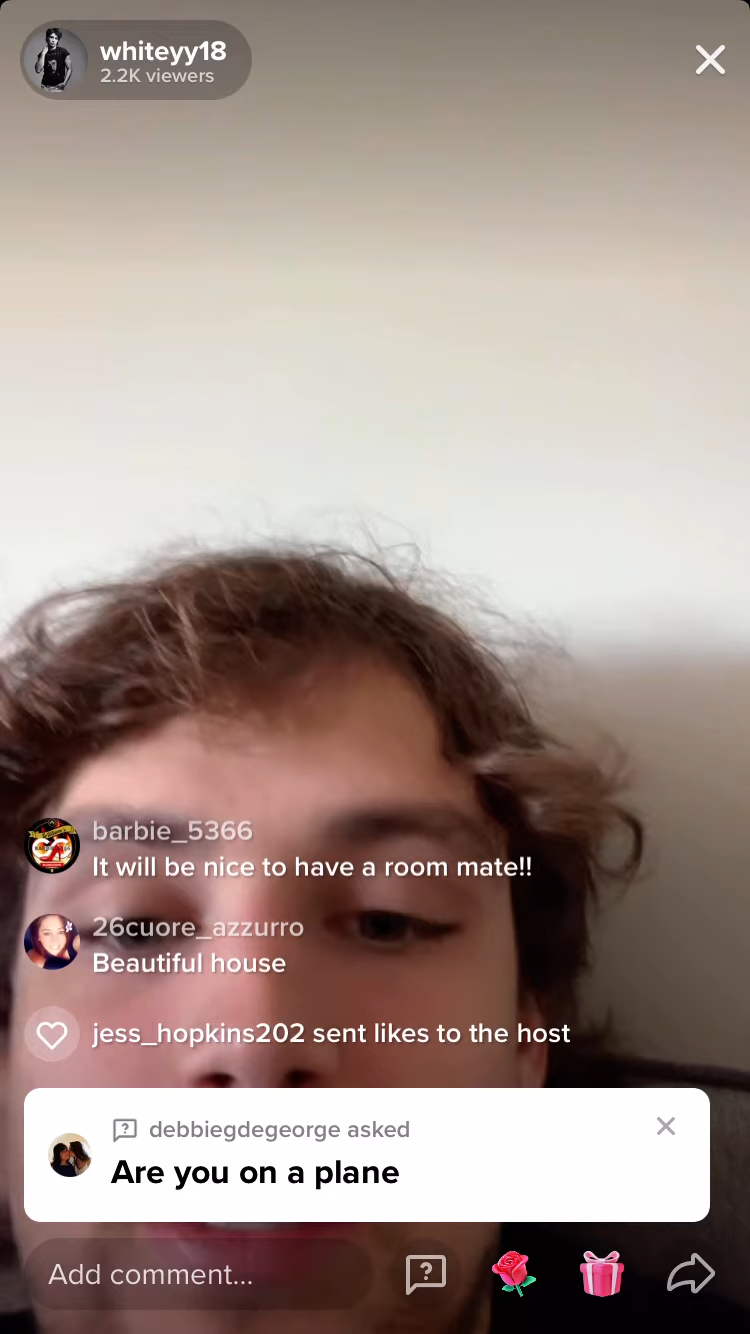 whiteyy18
2.2K viewers
barbie_5366
It will be nice to have a room mate!!
26cuore_azzurro
Beautiful house
jess_hopkins202 sent likes to the host
debbiegdegeorge asked
Are you on a plane
Add comment...